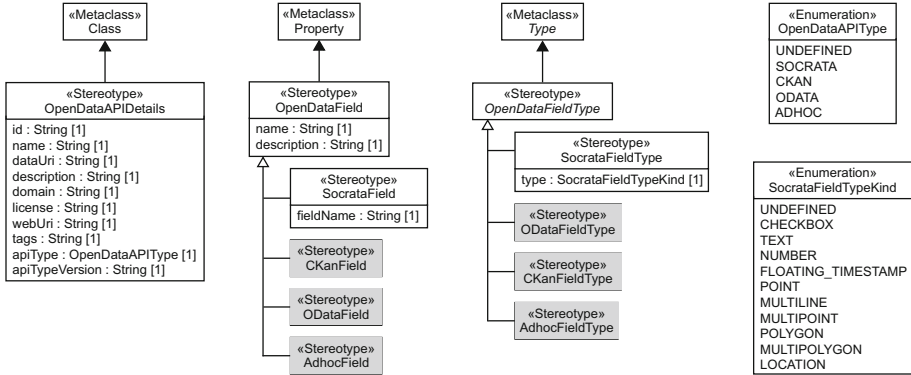 «Metaclass»
Class
«Stereotype»
OpenDataAPIDetails
id : String [1]
name : String [1]
dataUri : String [1]
description : String [1]
domain : String [1]
license : String [1]
webUri : String [1]
tags : String [1]
apiType : OpenDataAPIType [1]
apiTypeVersion : String [1]
«Metaclass»
Property
«Stereotype»
OpenDataField
name : String [1]
description : String [1]
«Stereotype»
SocrataField
fieldName : String [1]
«Stereotype»
CKanField
«Stereotype»
ODataField
«Stereotype»
AdhocField
«Metaclass»
Type
«Stereotype»
OpenDataFieldType
«Stereotype»
SocrataFieldType
type : SocrataFieldTypeKind [1]
«Stereotype»
ODataFieldType
«Stereotype»
CKanFieldType
«Stereotype»
AdhocFieldType
«Enumeration»
OpenDataAPIType
UNDEFINED
SOCRATA
CKAN
ODATA
ADHOC
«Enumeration»
SocrataFieldTypeKind
UNDEFINED
CHECKBOX
TEXT
NUMBER
FLOATING_TIMESTAMP
POINT
MULTILINE
MULTIPOINT
POLYGON
MULTIPOLYGON
LOCATION